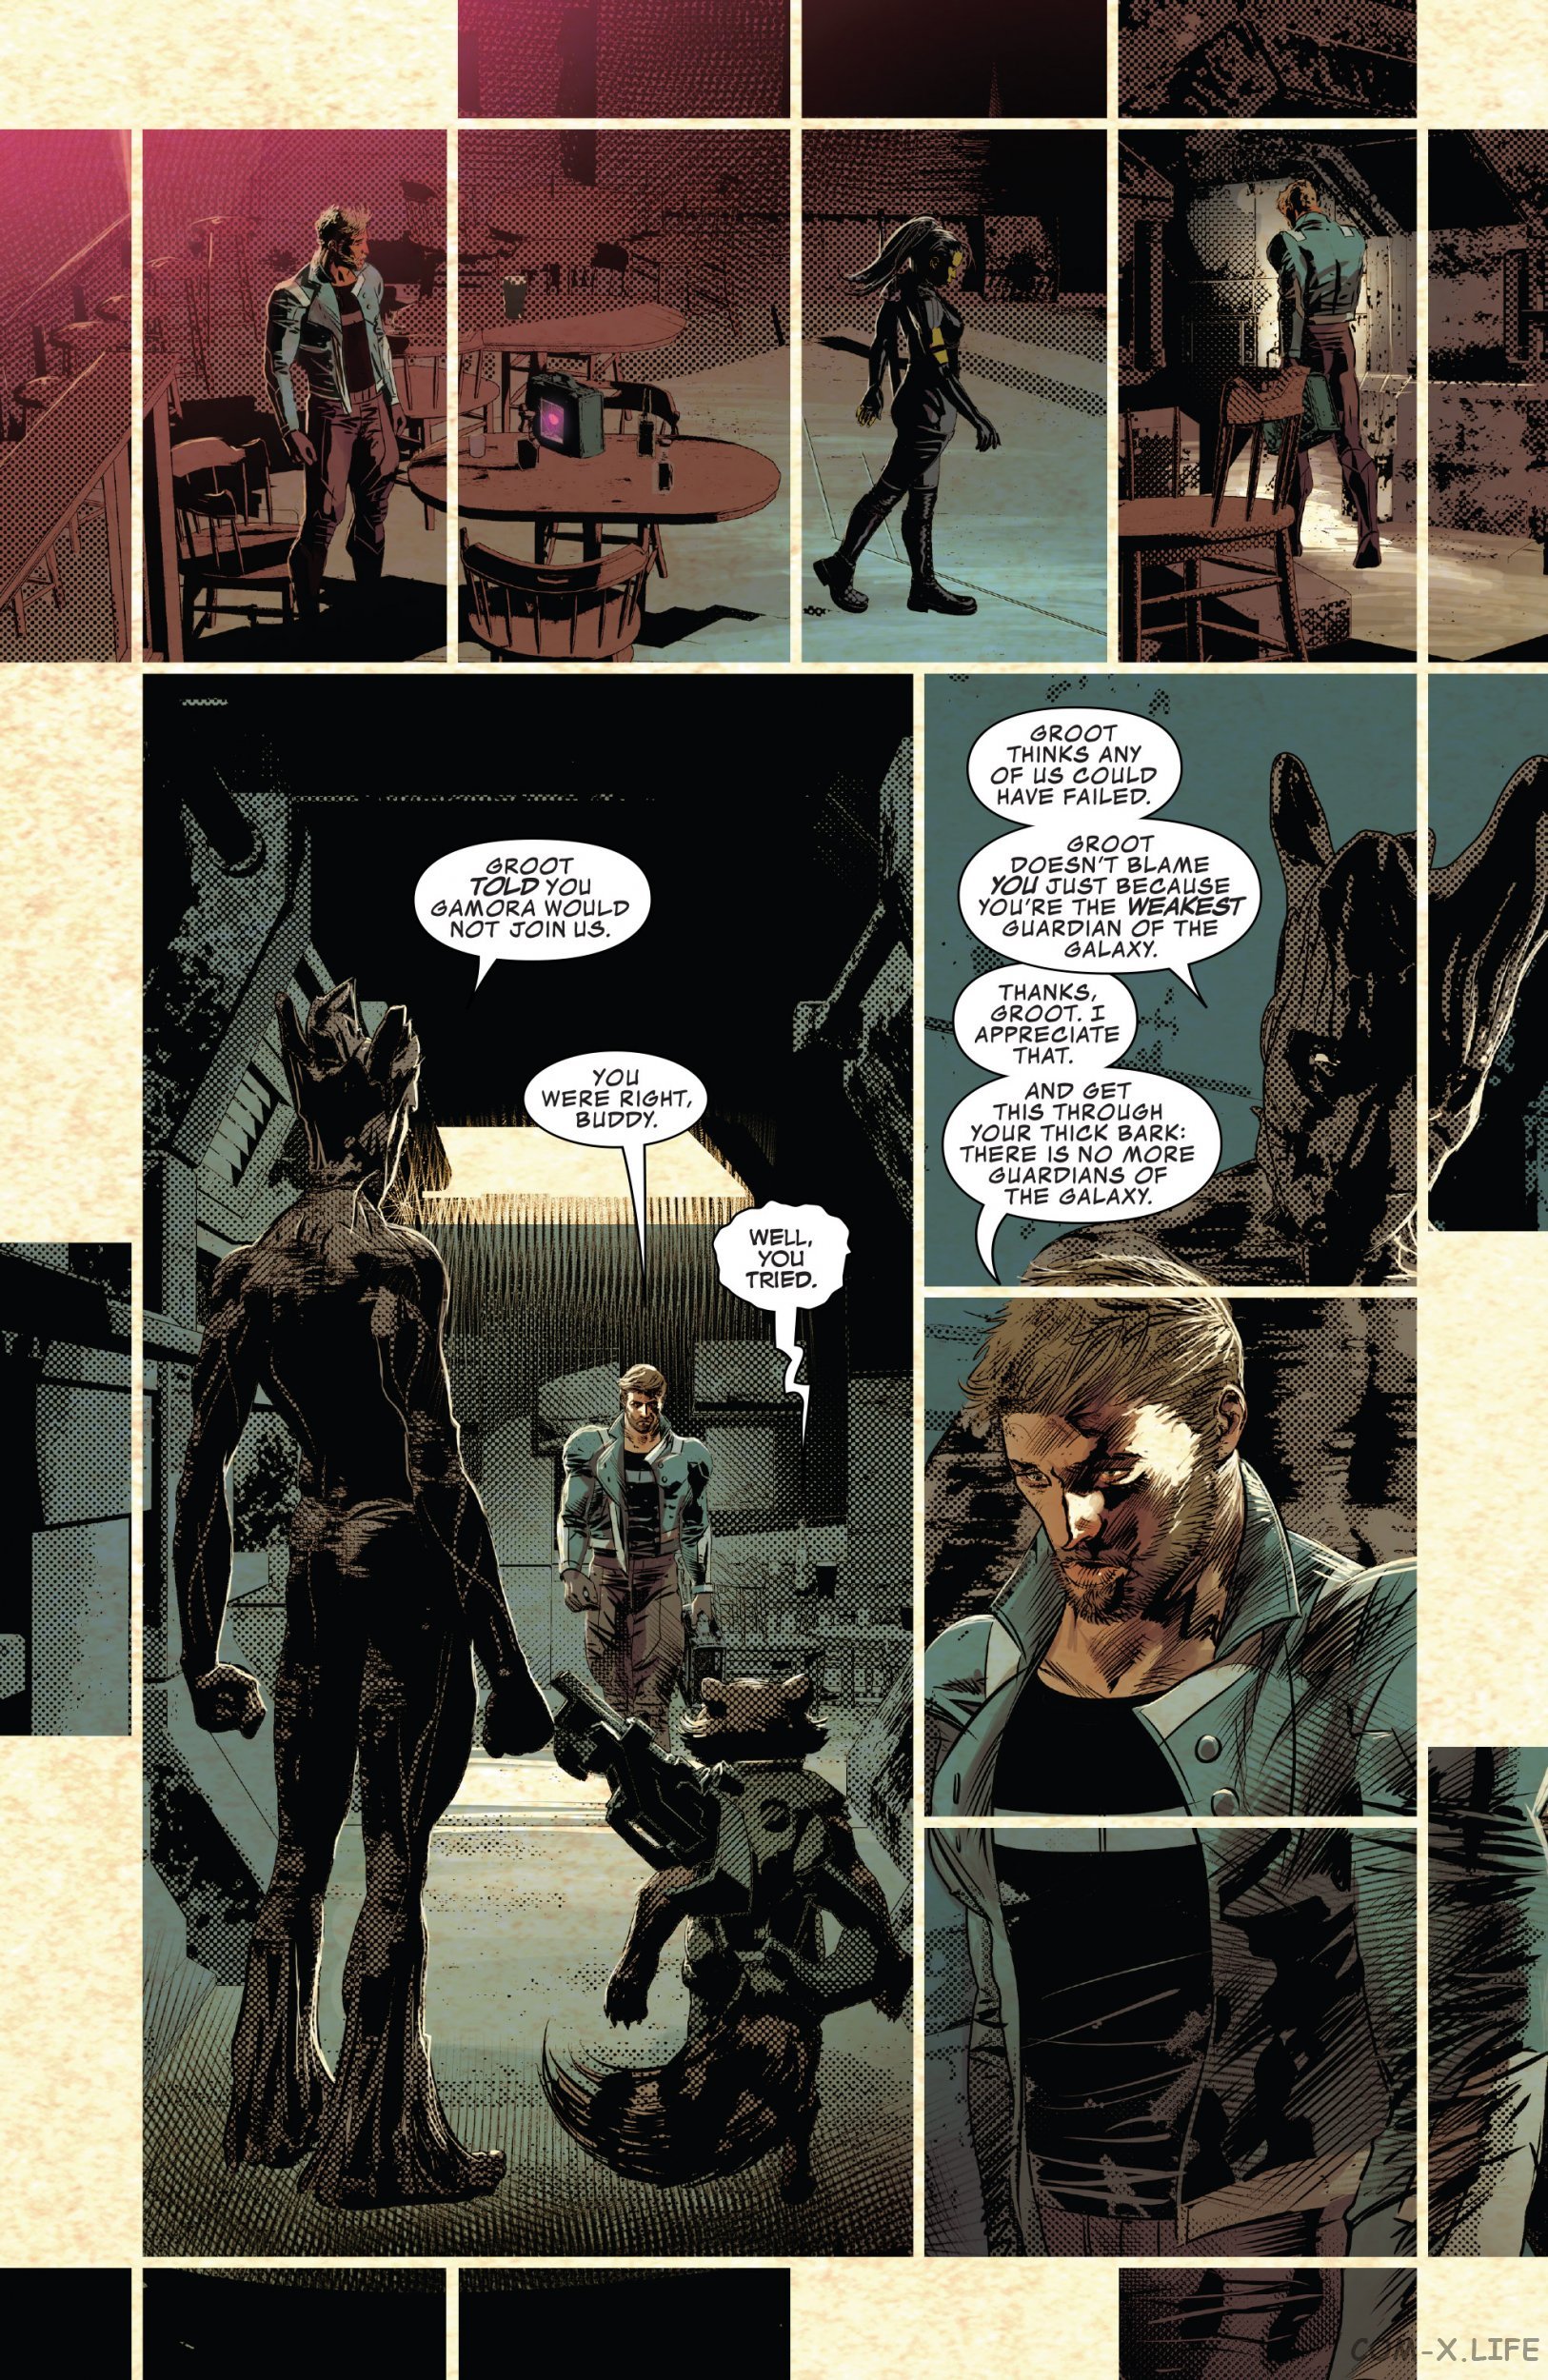 GROOT
TOLD YOU
GAMORA WOULD
NOT JOIN US.
YOU
WERE RIGHT,
BUDDY.
WELL,
YOU
TRIED.
GROOT
THINKS ANY
OF US COULD
HAVE FAILED.
GROOT
DOESN'T BLAME
YOU JUST BECAUSE
YOU'RE THE WEAKEST
GUARDIAN OF THE
GALAXY.
THANKS,
GROOT. I
APPRECIATE
THAT.
AND GET
THIS THROUGH
YOUR THICK BARK:
THERE IS NO MORE
GUARDIANS OF
THE GALAXY.
COM-X.LIFE